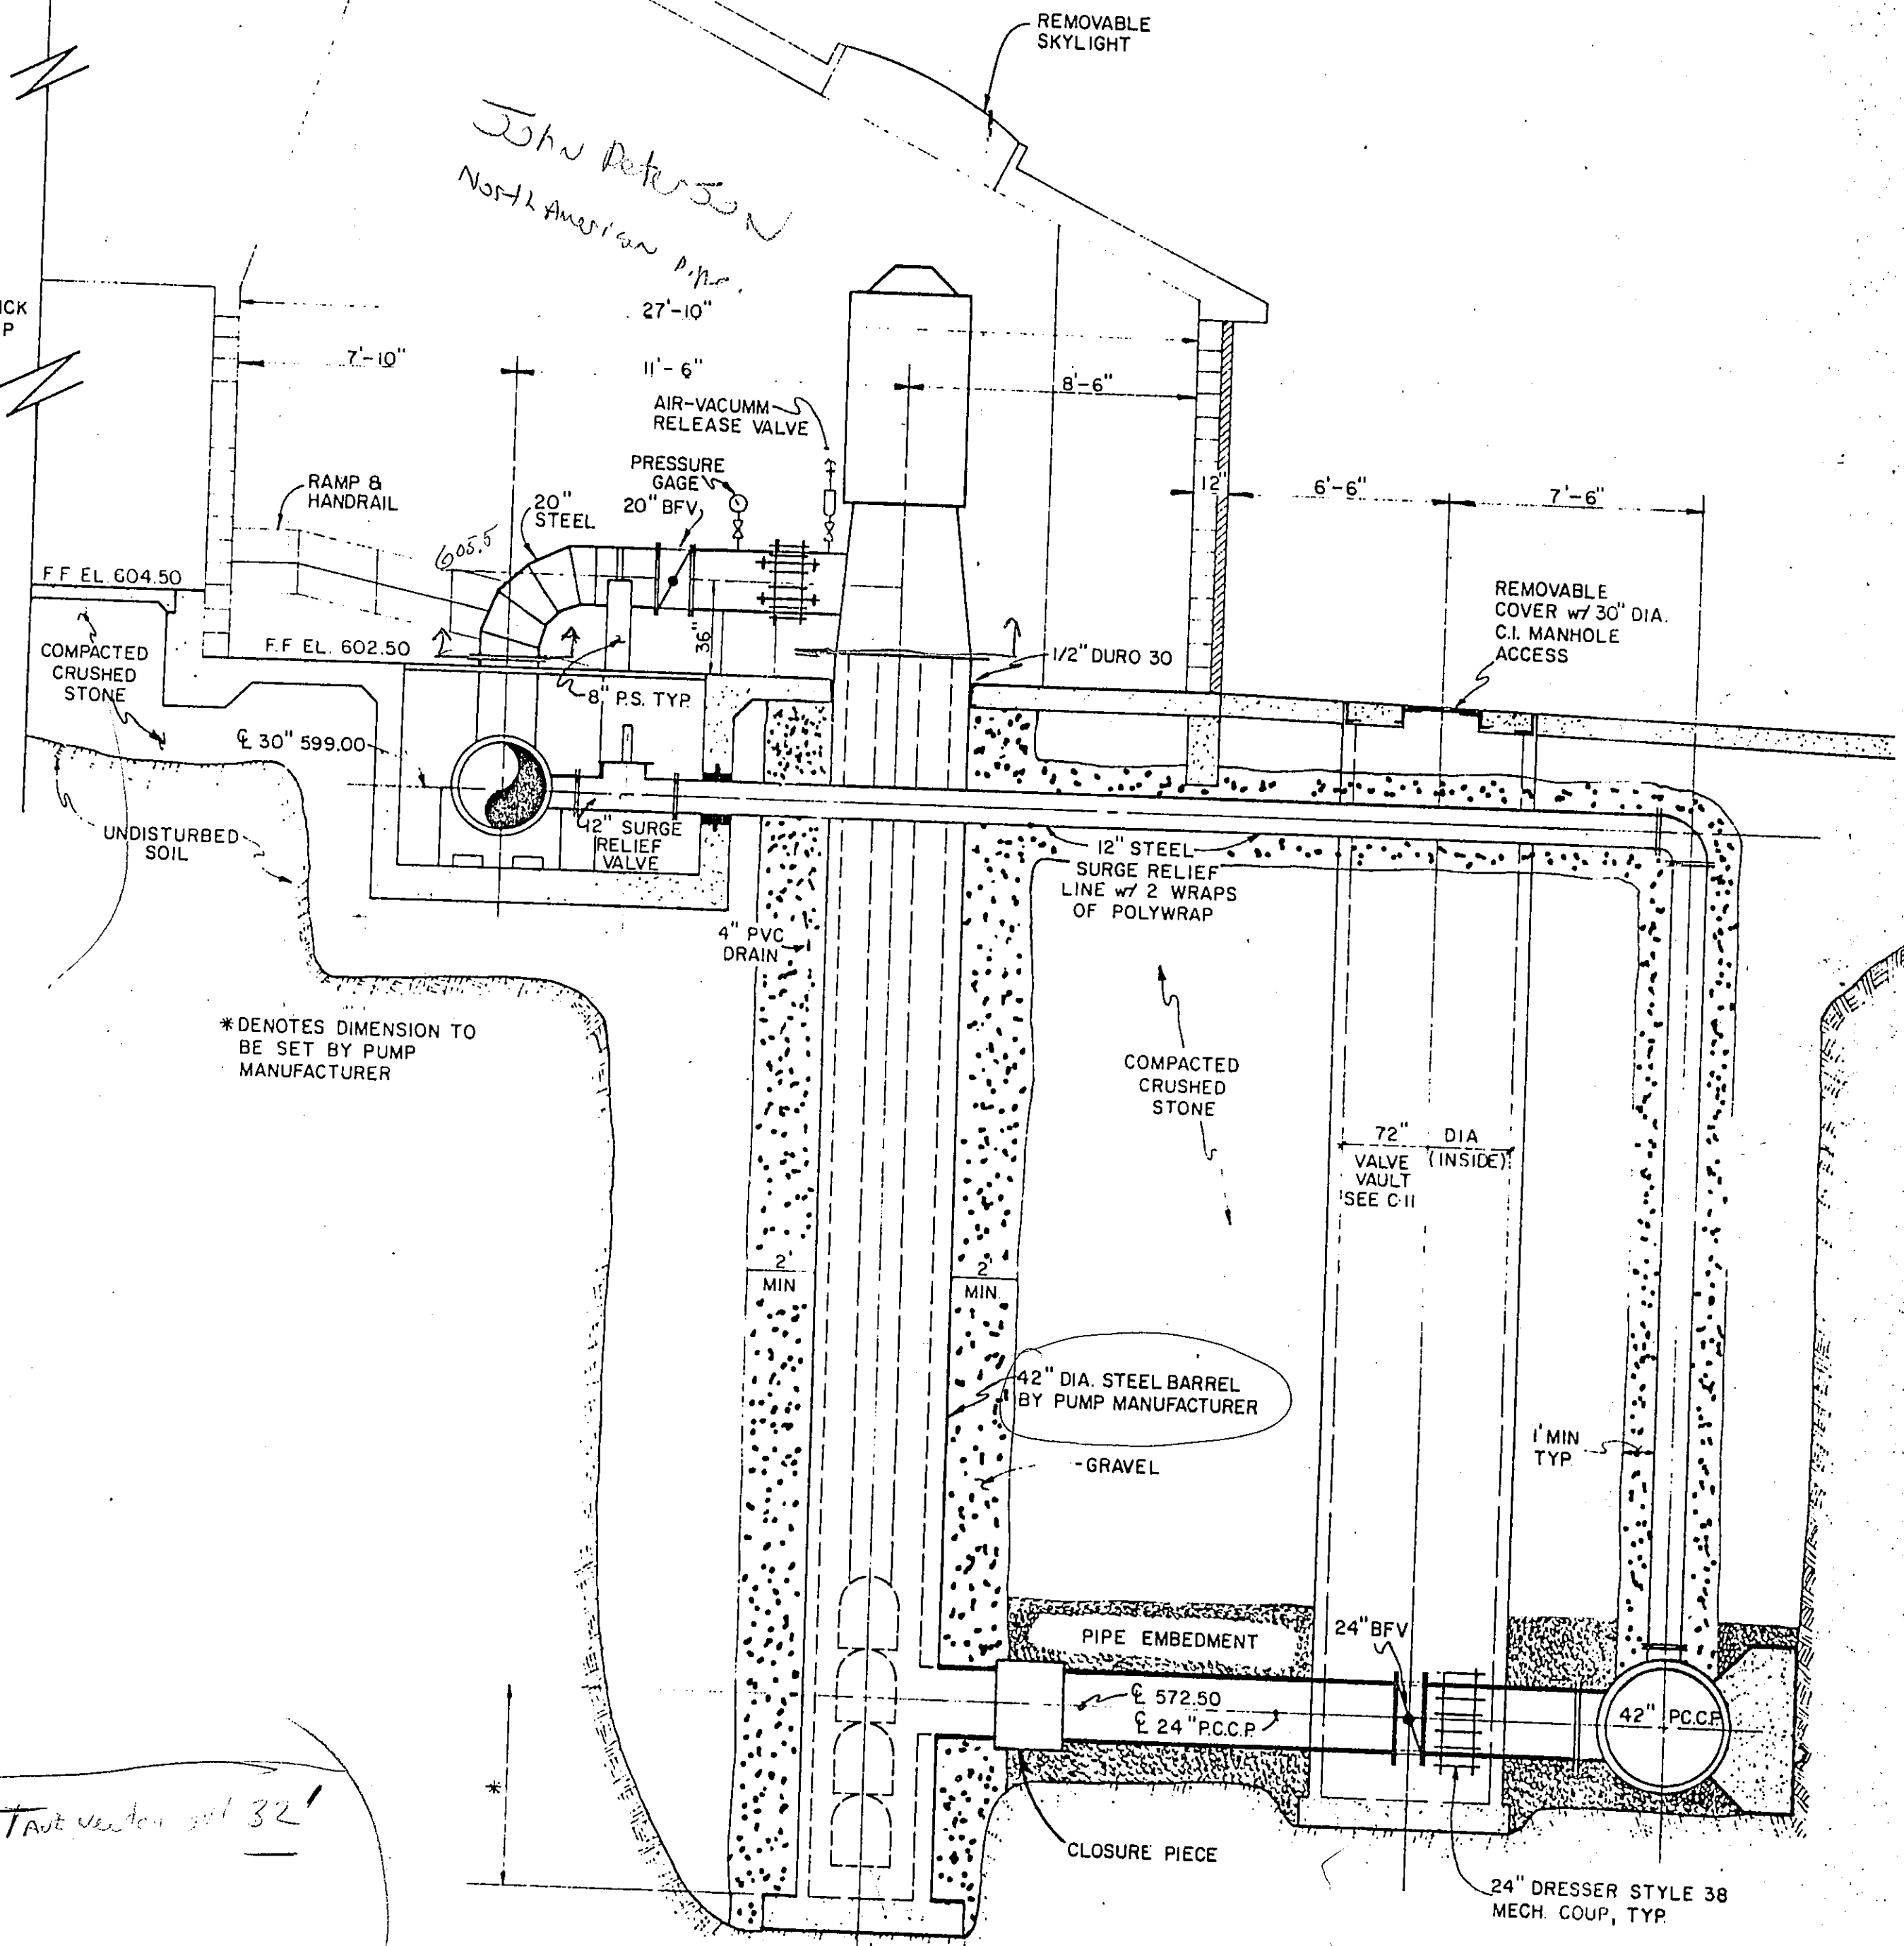 REMOVABLE
SKYLIGHT
John Peterson
North American Pipe.
ICK
P
27'-10"
7'-10"
11'-6"
8'-6"
AIR-VACUMM
RELEASE VALVE
PRESSURE
GAGE
RAMP &
HANDRAIL
20"
STEEL
20" BFV
12"
6'-6"
7'-6"
605.5
F F EL. 604.50
F.F EL. 602.50
36"
REMOVABLE
COVER w/ 30" DIA.
C.I. MANHOLE
ACCESS
COMPACTED
CRUSHED
STONE
1/2" DURO 30
8" P.S. TYP.
℄ 30" 599.00
UNDISTURBED
SOIL
12" SURGE
RELIEF
VALVE
12" STEEL
SURGE RELIEF
LINE w/ 2 WRAPS
OF POLYWRAP
4" PVC
DRAIN
*DENOTES DIMENSION TO
BE SET BY PUMP
MANUFACTURER
COMPACTED
CRUSHED
STONE
72" DIA
VALVE (INSIDE)
VAULT
SEE C-11
2'
MIN
2'
MIN.
42" DIA. STEEL BARREL
BY PUMP MANUFACTURER
GRAVEL
1' MIN
TYP.
PIPE EMBEDMENT
24" BFV
℄ 572.50
℄ 24" P.C.C.P.
42" P.C.C.P.
*
32'
CLOSURE PIECE
24" DRESSER STYLE 38
MECH. COUP, TYP.